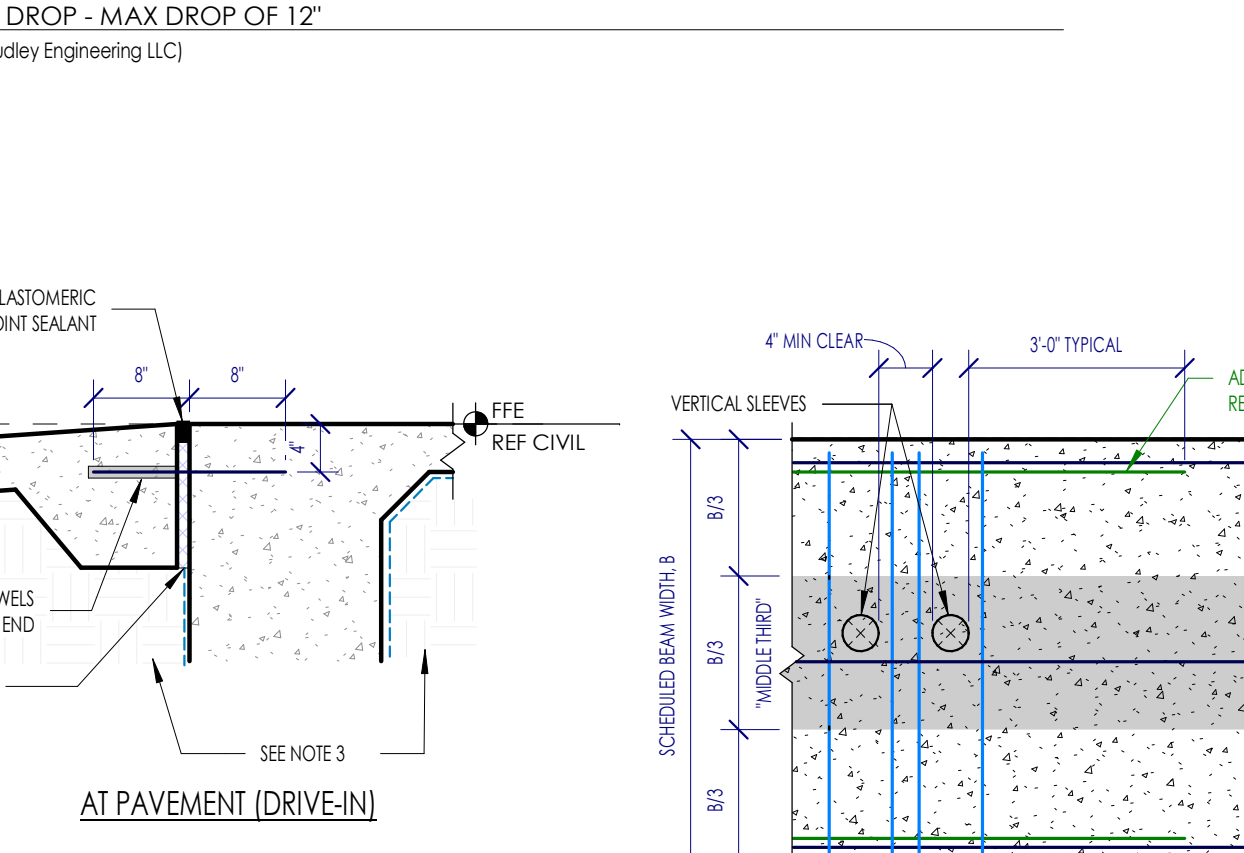 DROP - MAX DROP OF 12"
udley Engineering LLC)
LASTOMERIC
OINT SEALANT
8"
8"
4"
FFE
REF CIVIL
WELS
END
SEE NOTE 3
AT PAVEMENT (DRIVE-IN)
4" MIN CLEAR
3'-0" TYPICAL
VERTICAL SLEEVES
AD
RE
SCHEDULED BEAM WIDTH, B
B/3
B/3
"MIDDLE THIRD"
B/3